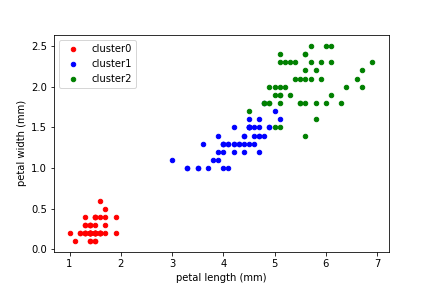 cluster0
cluster1
cluster2
petal width (mm)
2.5
2.0
1.5
1.0
0.5
0.0
1 2 3 4 5 6 7
petal length (mm)